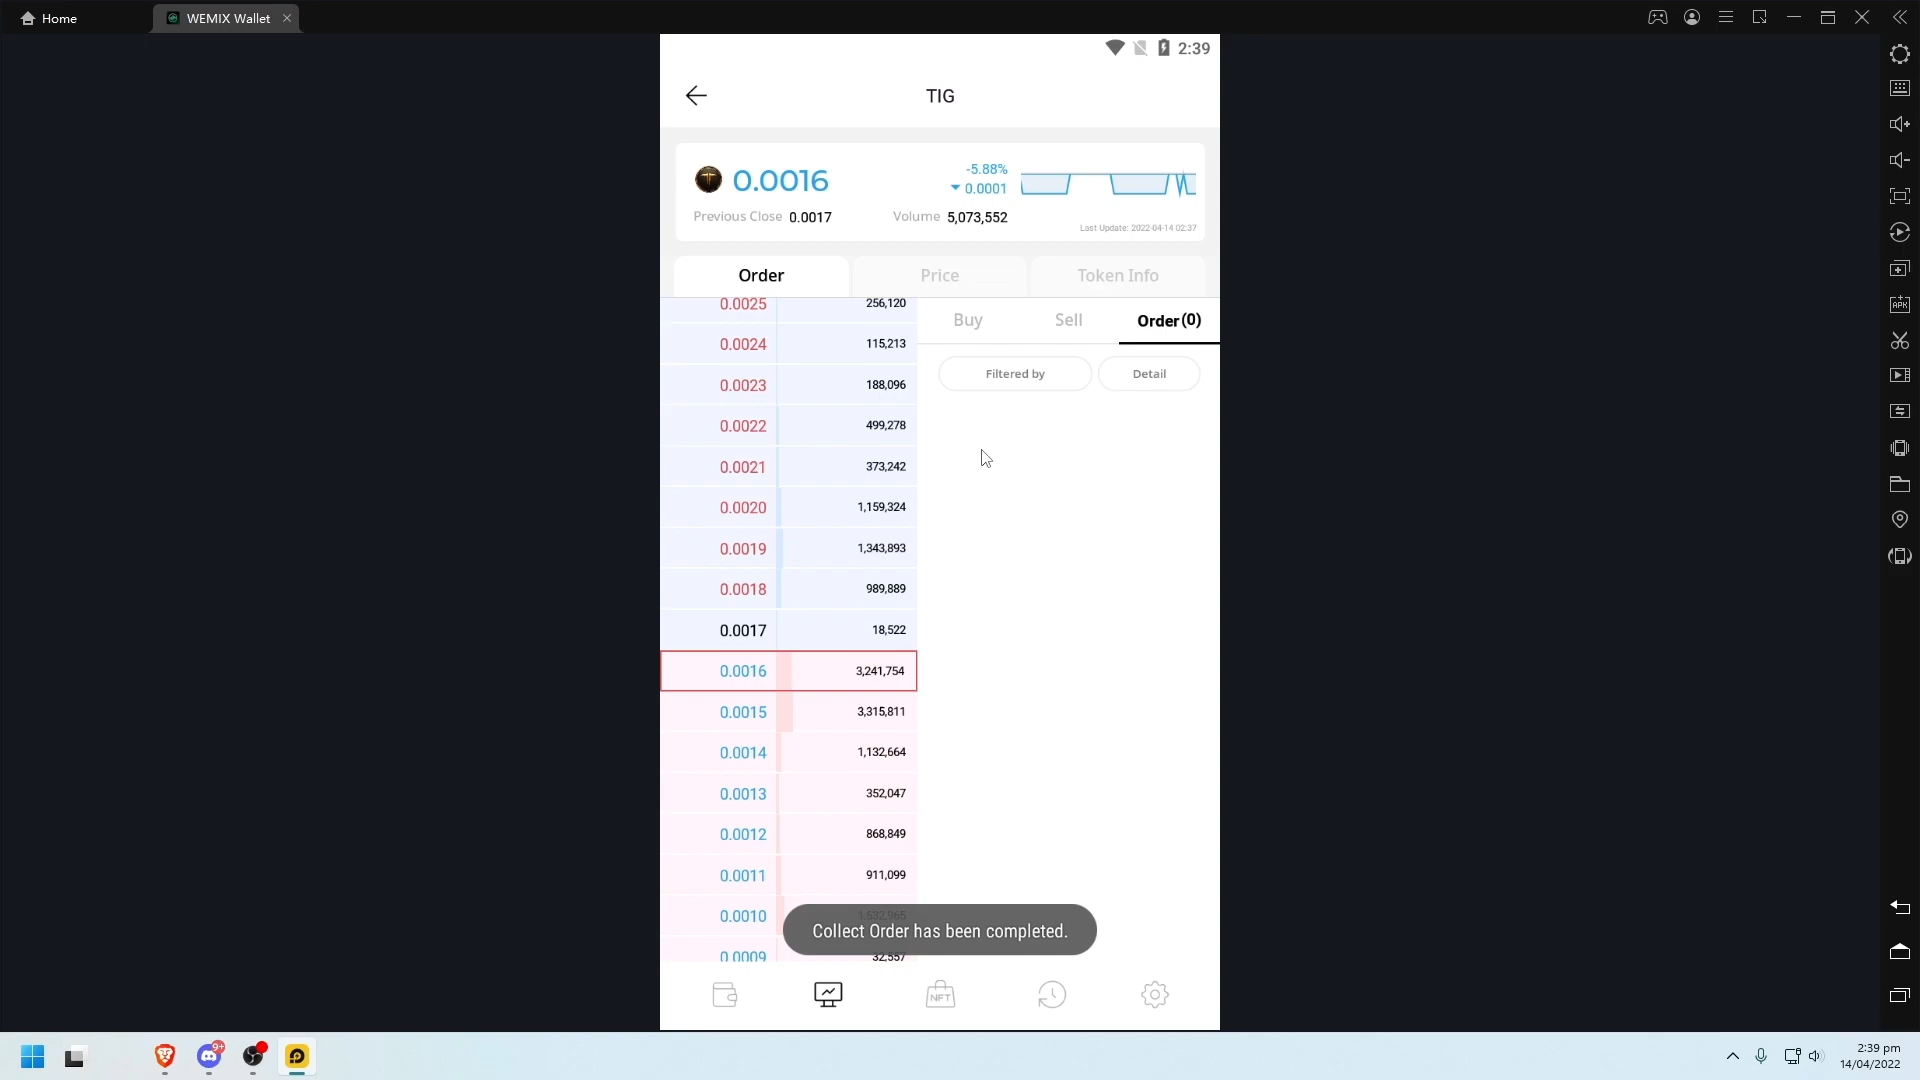 Home
WEMIX Wallet
2:39
TIG
0.0016
-5.88%
0.0001
Previous Close 0.0017
Volume 5,073,552
Last Update: 2022-04-14 02:37
Order
Price
Token Info
0.0025 256,120
0.0024 115,213
0.0023 188,096
0.0022 499,278
0.0021 373,242
0.0020 1,159,324
0.0019 1,343,893
0.0018 989,889
0.0017 18,522
0.0016 3,241,754
0.0015 3,315,811
0.0014 1,132,664
0.0013 352,047
0.0012 868,849
0.0011 911,099
0.0010 1,532,965
0.0009 32,557
Buy
Sell
Order(0)
Filtered by
Detail
Collect Order has been completed.
NFT
APK
9+
2:39 pm
14/04/2022